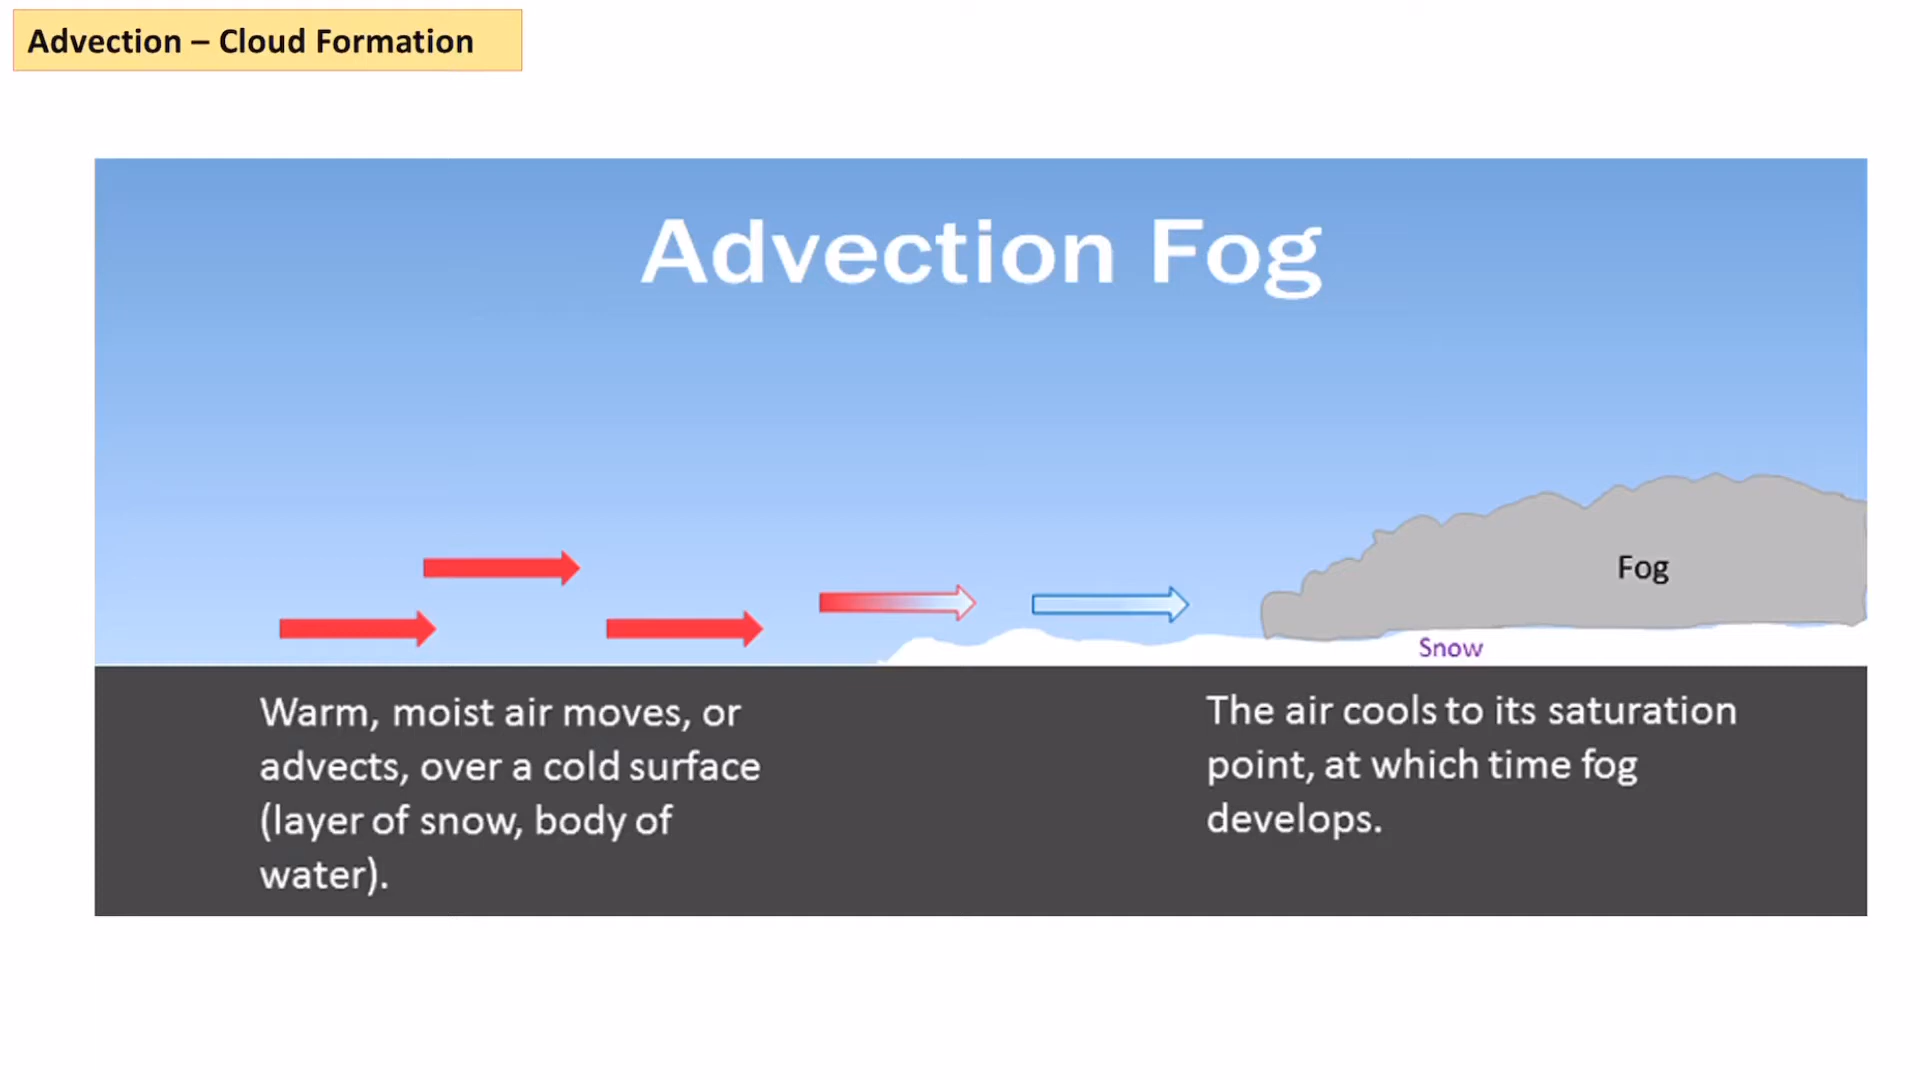 Advection – Cloud Formation
Advection Fog
Fog
Snow
Warm, moist air moves, or
advects, over a cold surface
(layer of snow, body of
water).
The air cools to its saturation
point, at which time fog
develops.